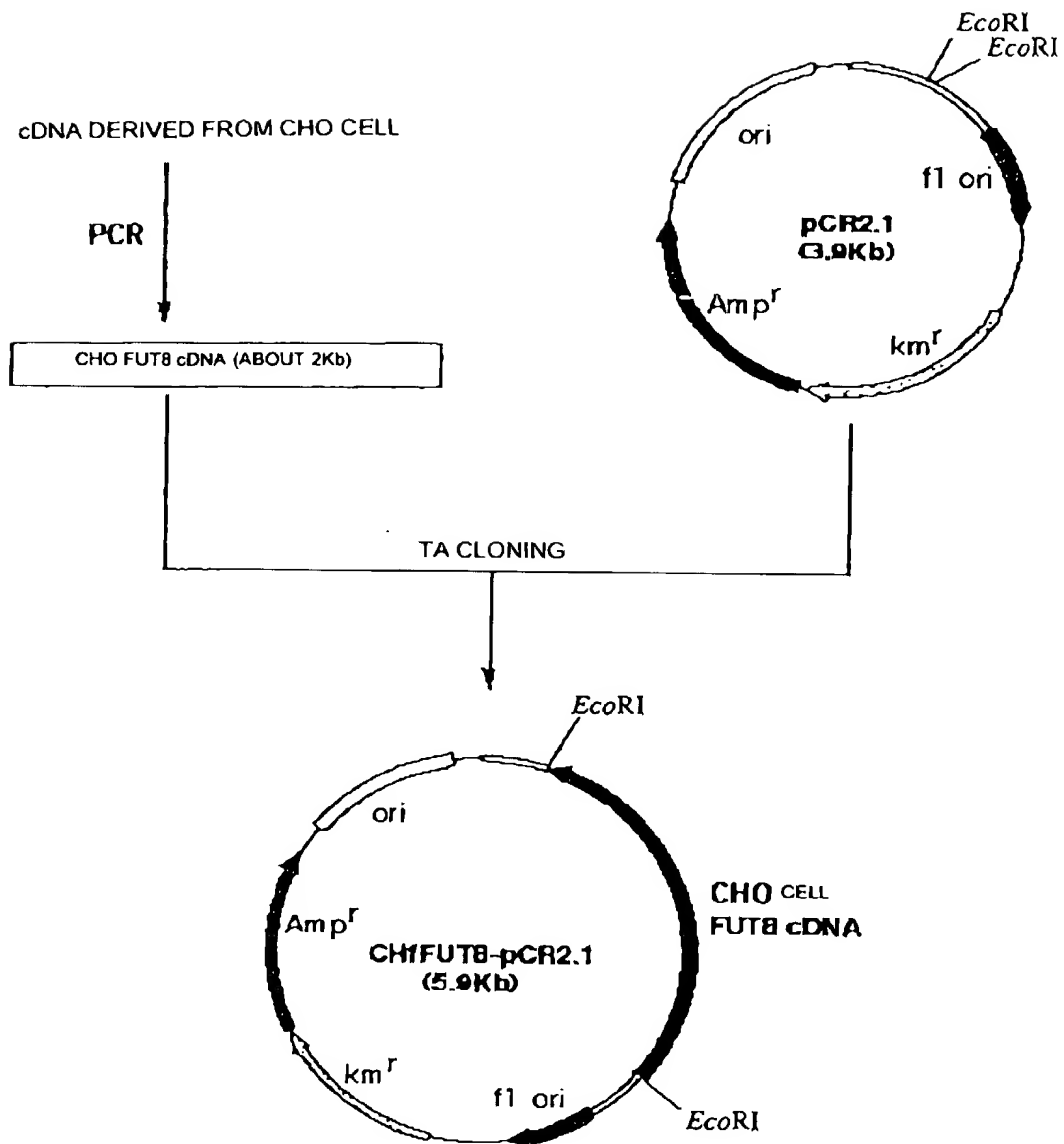 EcoRI
EcoRI
cDNA DERIVED FROM CHO CELL
ori
f1 ori
PCR
pCR2.1
(3.9Kb)
Amp^r
km^r
CHO FUT8 cDNA (ABOUT 2Kb)
TA CLONING
EcoRI
ori
CHO CELL
FUT8 cDNA
Amp^r
CHfFUT8-pCR2.1
(5.9Kb)
km^r
f1 ori
EcoRI